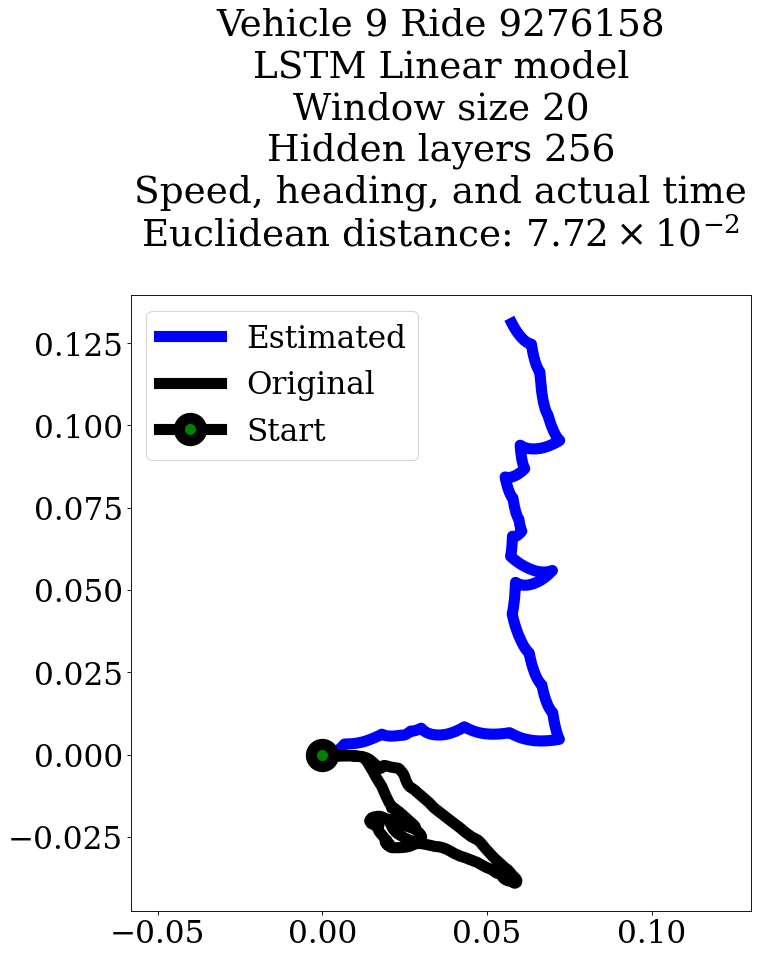 Vehicle 9 Ride 9276158
LSTM Linear model
Window size 20
Hidden layers 256
Speed, heading, and actual time
Euclidean distance: 7.72 × 10⁻²
Estimated
Original
Start
0.125
0.100
0.075
0.050
0.025
0.000
−0.025
−0.05 0.00 0.05 0.10